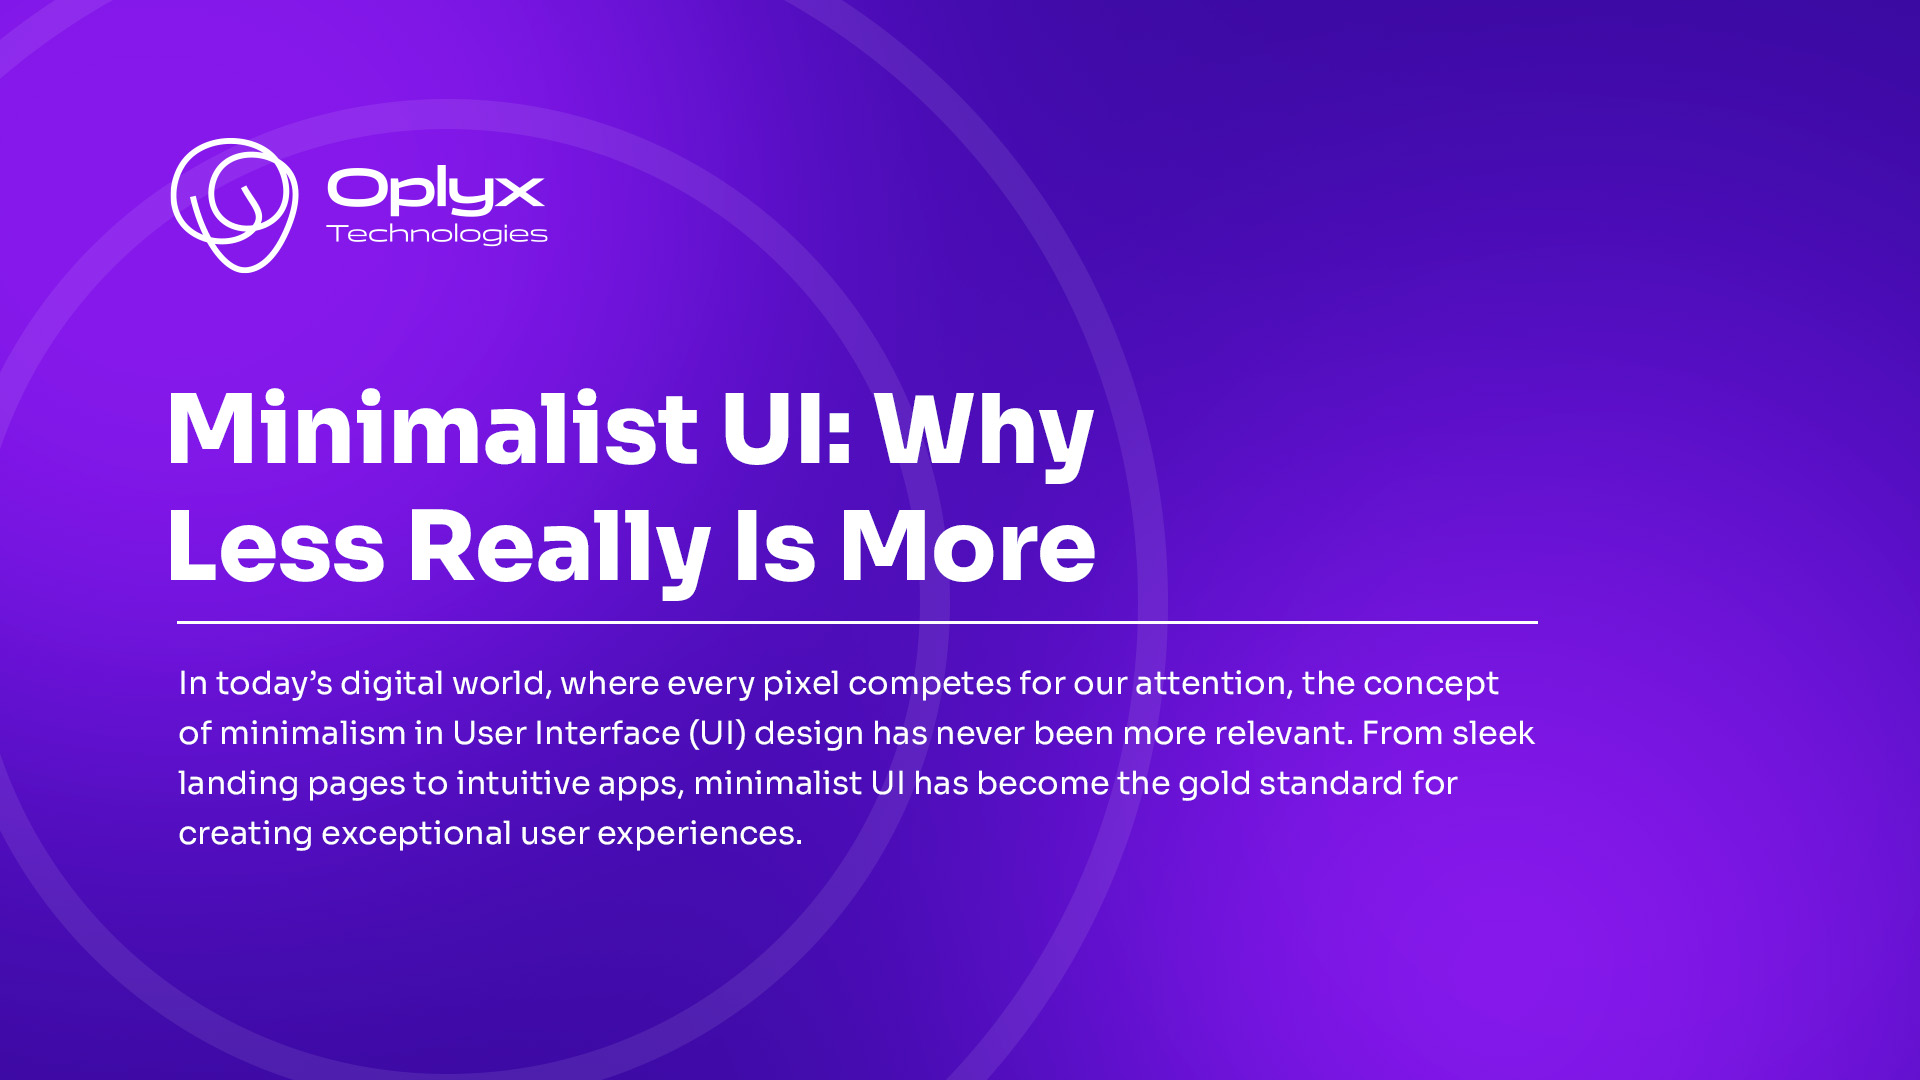 Oplyx
Technologies
Minimalist UI: Why
Less Really Is More
In today’s digital world, where every pixel competes for our attention, the concept
of minimalism in User Interface (UI) design has never been more relevant. From sleek
landing pages to intuitive apps, minimalist UI has become the gold standard for
creating exceptional user experiences.